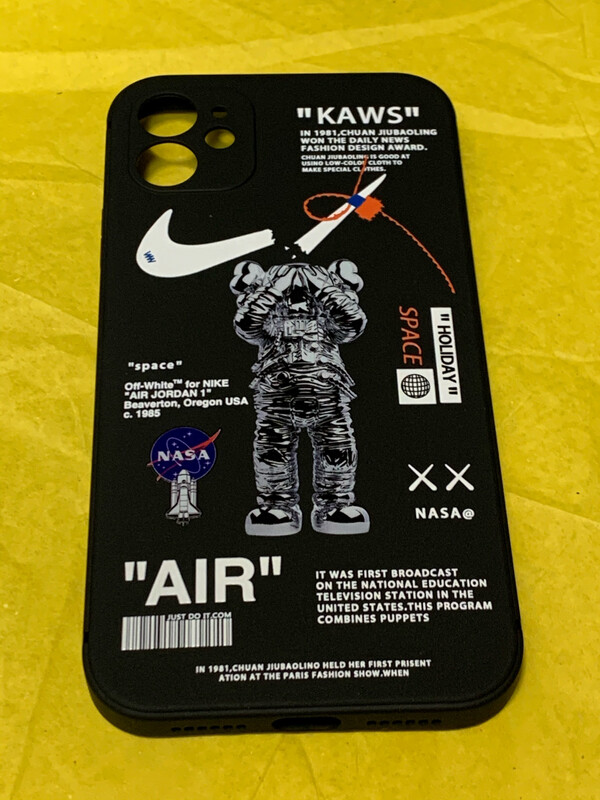 "KAWS"
IN 1981,CHUAN JIUBAOLING
WON THE DAILY NEWS
FASHION DESIGN AWARD.
CHUAN JIUBAOLING IS GOOD AT
USINO LOW-COLOR CLOTH TO
MAKE SPECIAL CLOTHES.
SPACE
"HOLIDAY"
"space"
Off-White™ for NIKE
"AIR JORDAN 1"
Beaverton, Oregon USA
c. 1985
NASA
NASA@
"AIR"
JUST DO IT.COM
IT WAS FIRST BROADCAST
ON THE NATIONAL EDUCATION
TELEVISION STATION IN THE
UNITED STATES.THIS PROGRAM
COMBINES PUPPETS
IN 1981,CHUAN JIUBAOLINO HELD HER FIRST PRISENT
ATION AT THE PARIS FASHION SHOW.WHEN